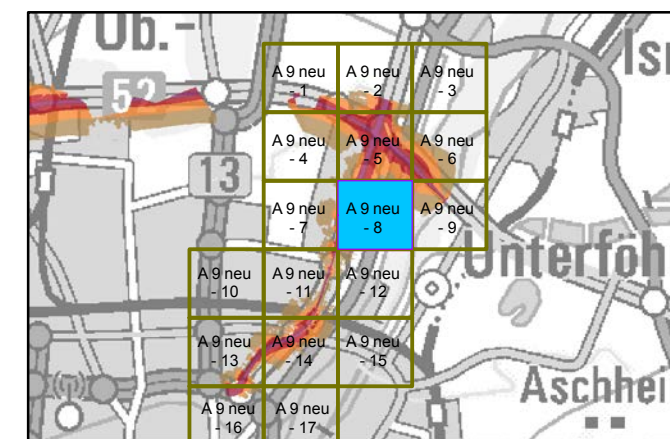 Ob.-
Is
52
13
A 9 neu
- 1
A 9 neu
- 2
A 9 neu
- 3
A 9 neu
- 4
A 9 neu
- 5
A 9 neu
- 6
A 9 neu
- 7
A 9 neu
- 8
A 9 neu
- 9
Unterföh
A 9 neu
- 10
A 9 neu
- 11
A 9 neu
- 12
A 9 neu
- 13
A 9 neu
- 14
A 9 neu
- 15
Aschhei
A 9 neu
- 16
A 9 neu
- 17